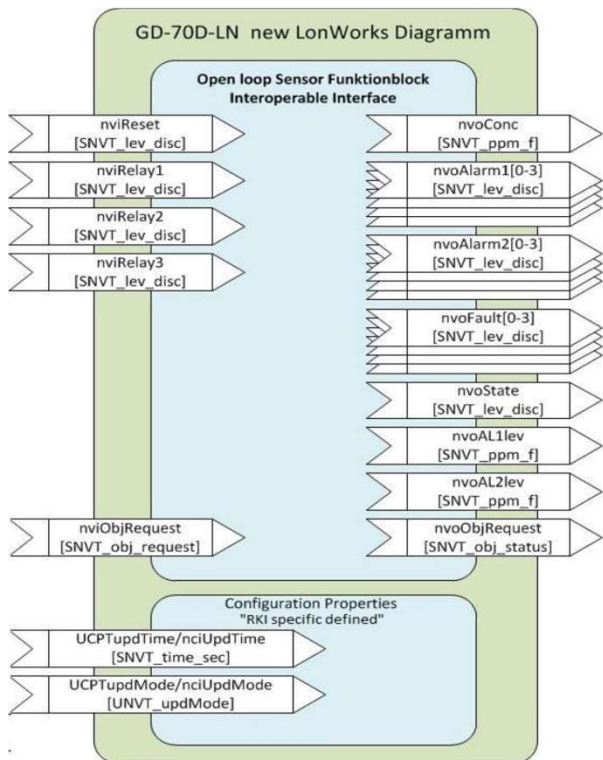 GD-70D-LN new LonWorks Diagramm
Open loop Sensor Funktionblock
Interoperable Interface
nviReset
[SNVT_lev_disc]
nviRelay1
[SNVT_lev_disc]
nviRelay2
[SNVT_lev_disc]
nviRelay3
[SNVT_lev_disc]
nviObjRequest
[SNVT_obj_request]
nvoConc
[SNVT_ppm_f]
nvoAlarm1[0-3]
[SNVT_lev_disc]
nvoAlarm2[0-3]
[SNVT_lev_disc]
nvoFault[0-3]
[SNVT_lev_disc]
nvoState
[SNVT_lev_disc]
nvoAL1lev
[SNVT_ppm_f]
nvoAL2lev
[SNVT_ppm_f]
nvoObjRequest
[SNVT_obj_status]
Configuration Properties
"RKI specific defined"
UCPTupdTime/nciUpdTime
[SNVT_time_sec]
UCPTupdMode/nciUpdMode
[UNVT_updMode]